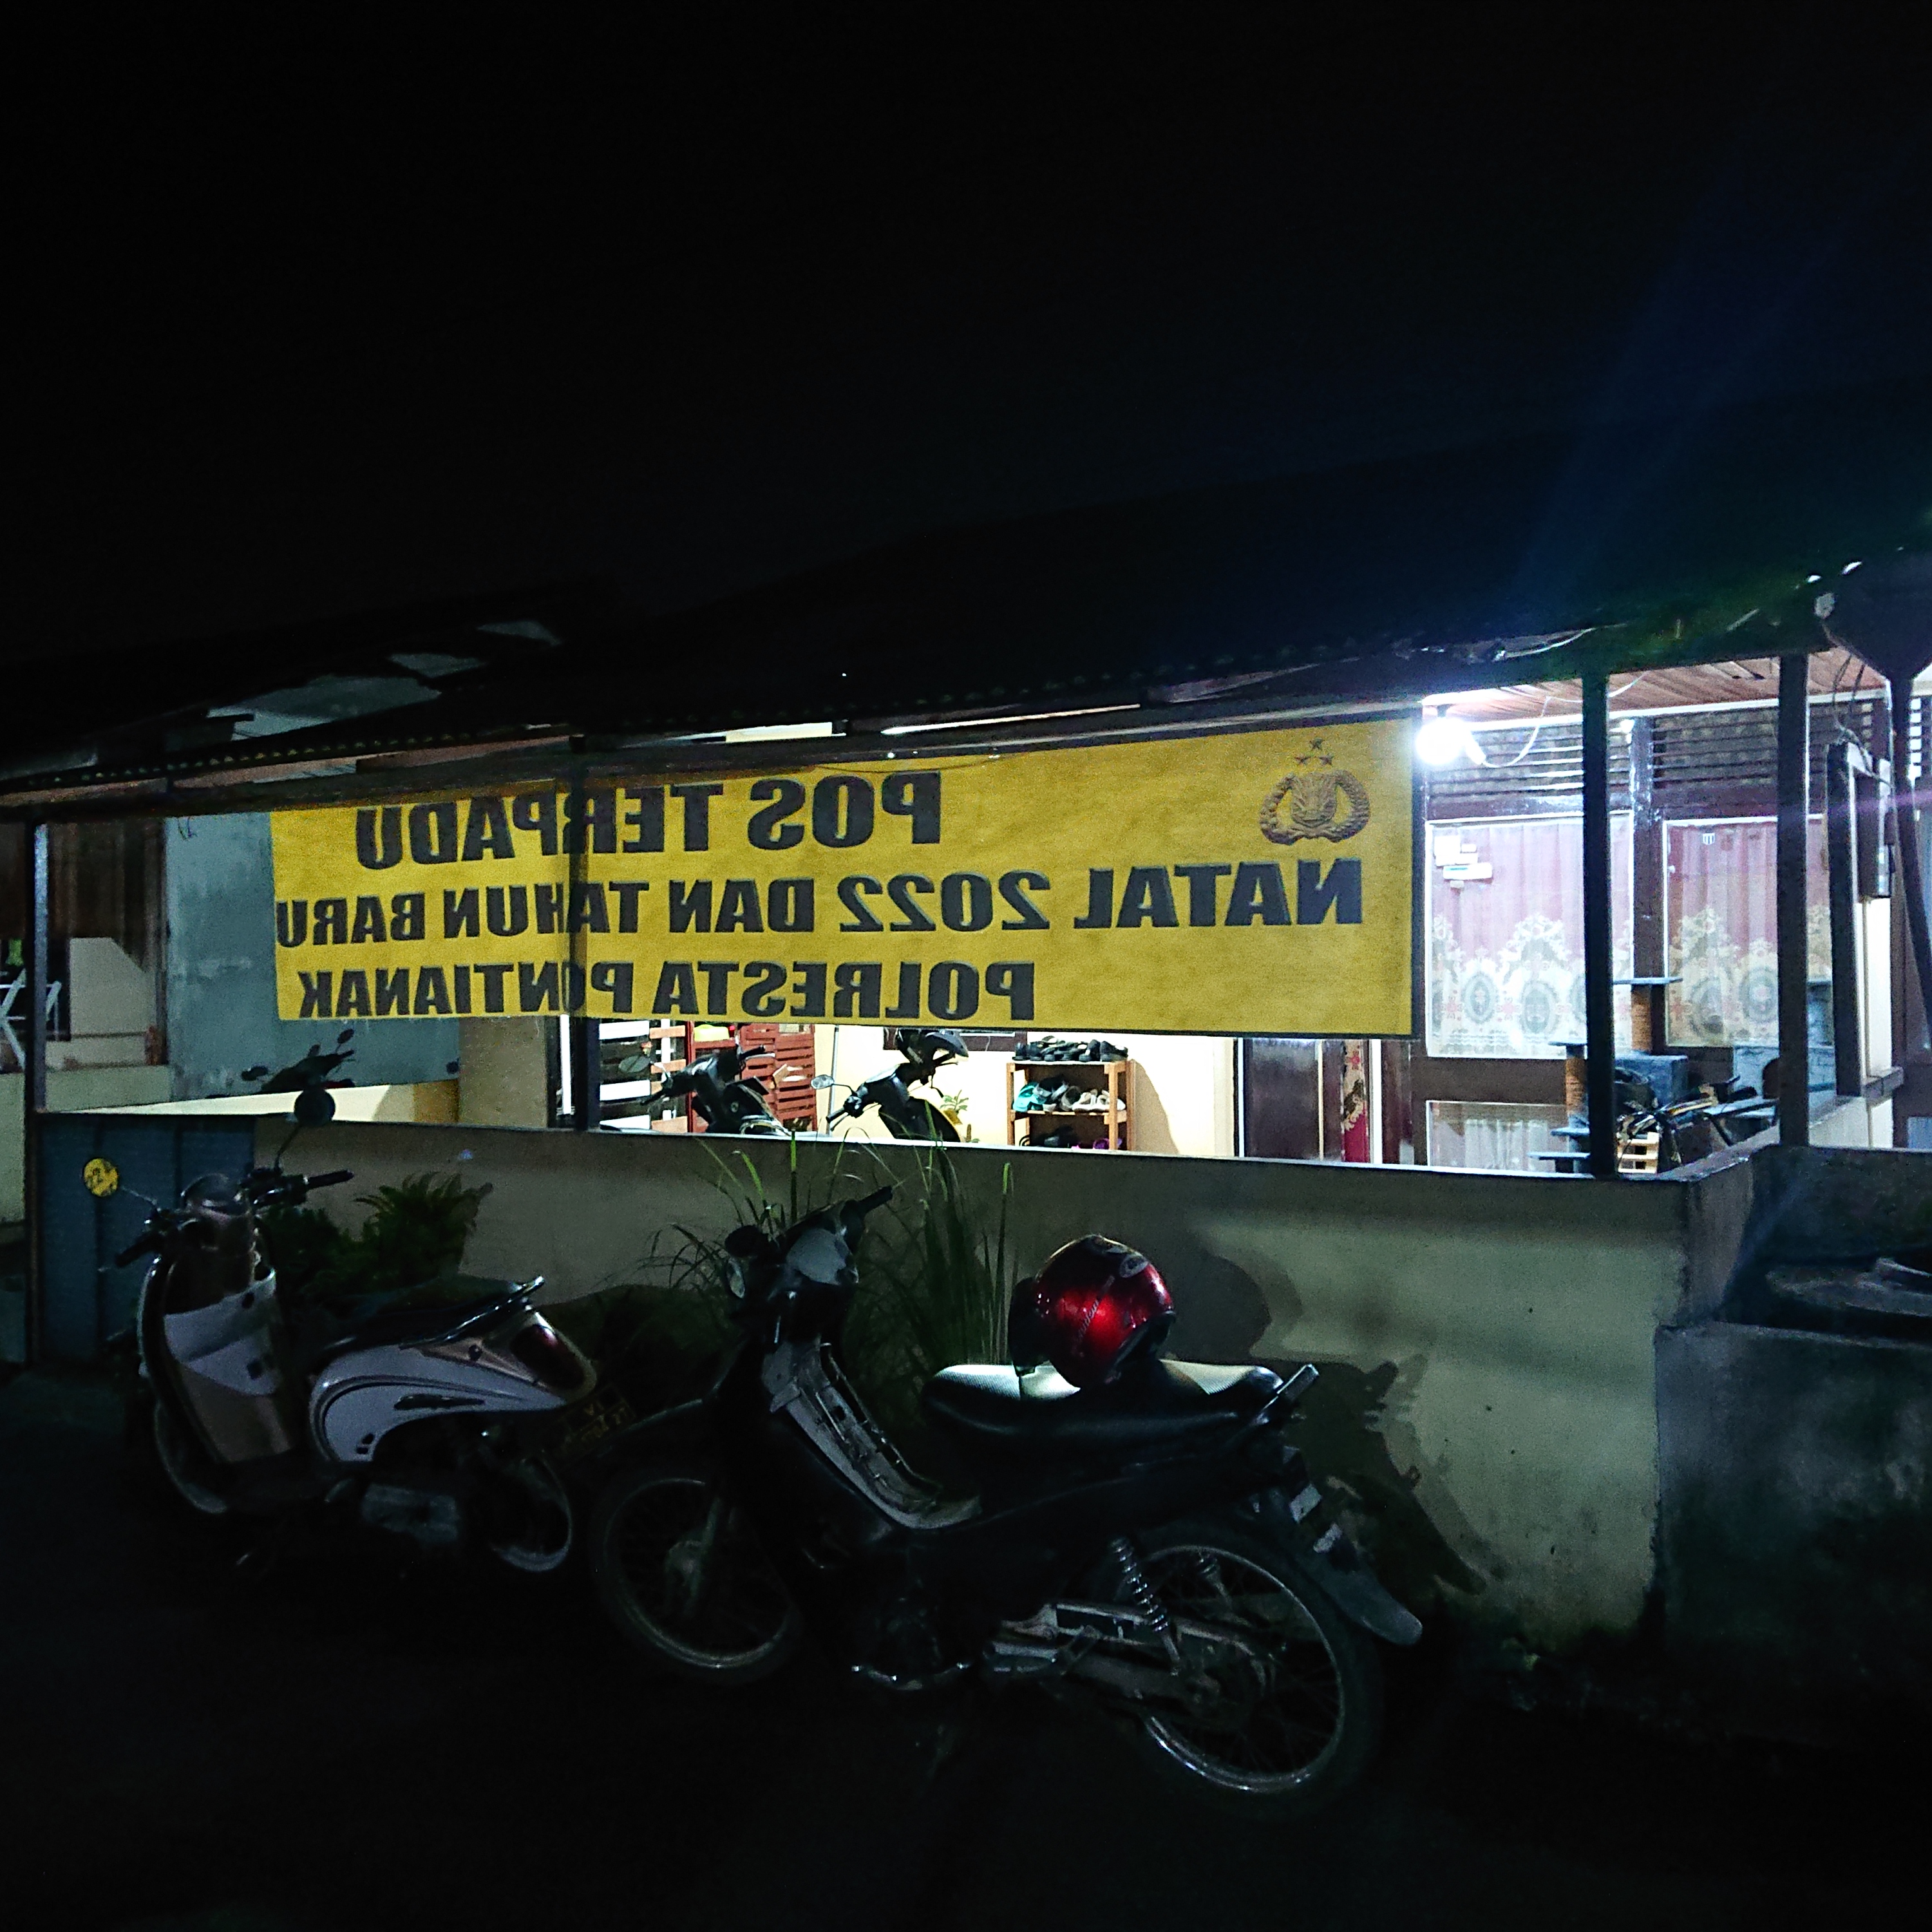 POS TERPADU
NATAL 2022 DAN TAHUN BARU
POLRESTA PONTIANAK